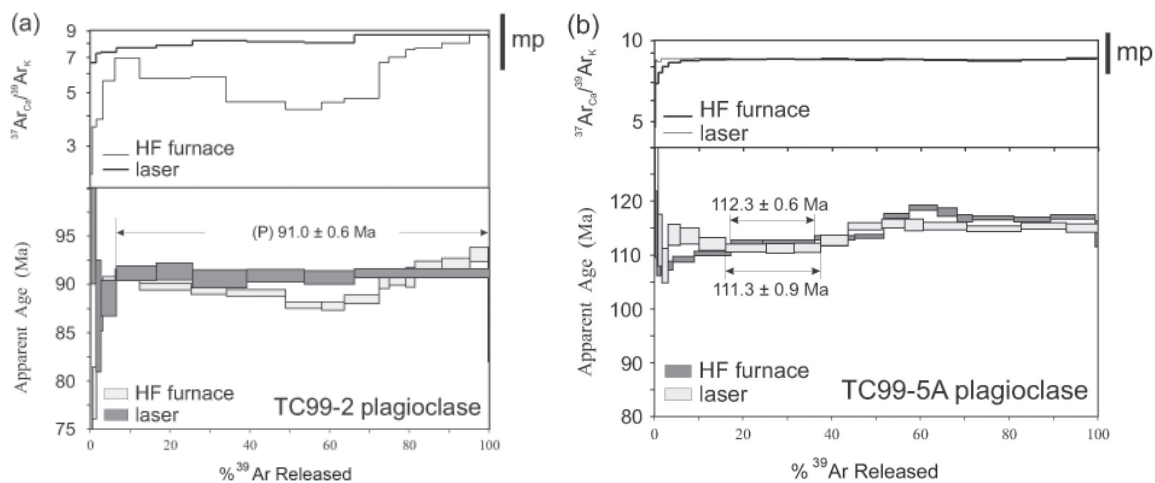 (a)
9
7
5
3
³⁷Ar_Ca/³⁹Ar_K
HF furnace
laser
mp
95
90
85
80
75
Apparent Age (Ma)
(P) 91.0 ± 0.6 Ma
HF furnace
laser
TC99-2 plagioclase
0 20 40 60 80 100
% ³⁹Ar Released
(b)
10
5
³⁷Ar_Ca/³⁹Ar_K
HF furnace
laser
mp
120
110
100
90
80
Apparent Age (Ma)
112.3 ± 0.6 Ma
111.3 ± 0.9 Ma
HF furnace
laser
TC99-5A plagioclase
0 20 40 60 80 100
% ³⁹Ar Released